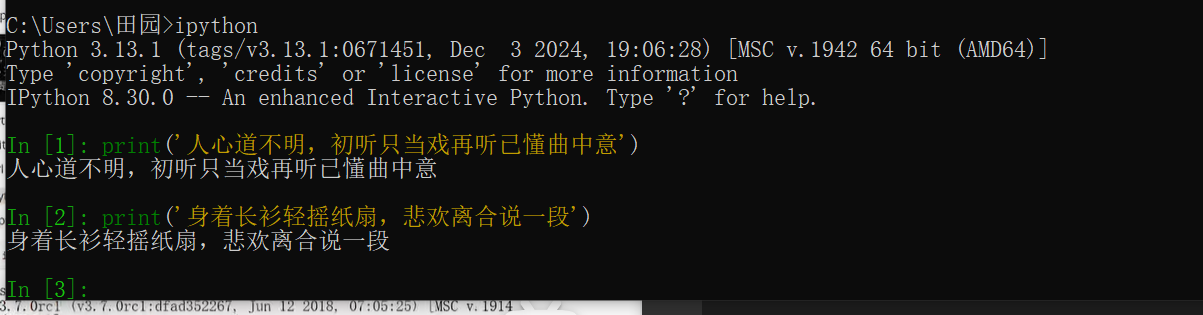 C:\Users\田园>ipython
Python 3.13.1 (tags/v3.13.1:0671451, Dec  3 2024, 19:06:28) [MSC v.1942 64 bit (AMD64)]
Type 'copyright', 'credits' or 'license' for more information
IPython 8.30.0 -- An enhanced Interactive Python. Type '?' for help.
In [1]: print('人心道不明，初听只当戏再听已懂曲中意')
人心道不明，初听只当戏再听已懂曲中意
In [2]: print('身着长衫轻摇纸扇，悲欢离合说一段')
身着长衫轻摇纸扇，悲欢离合说一段
In [3]:
3.7.0rc1 (v3.7.0rc1:dfad352267, Jun 12 2018, 07:05:25) [MSC v.1914